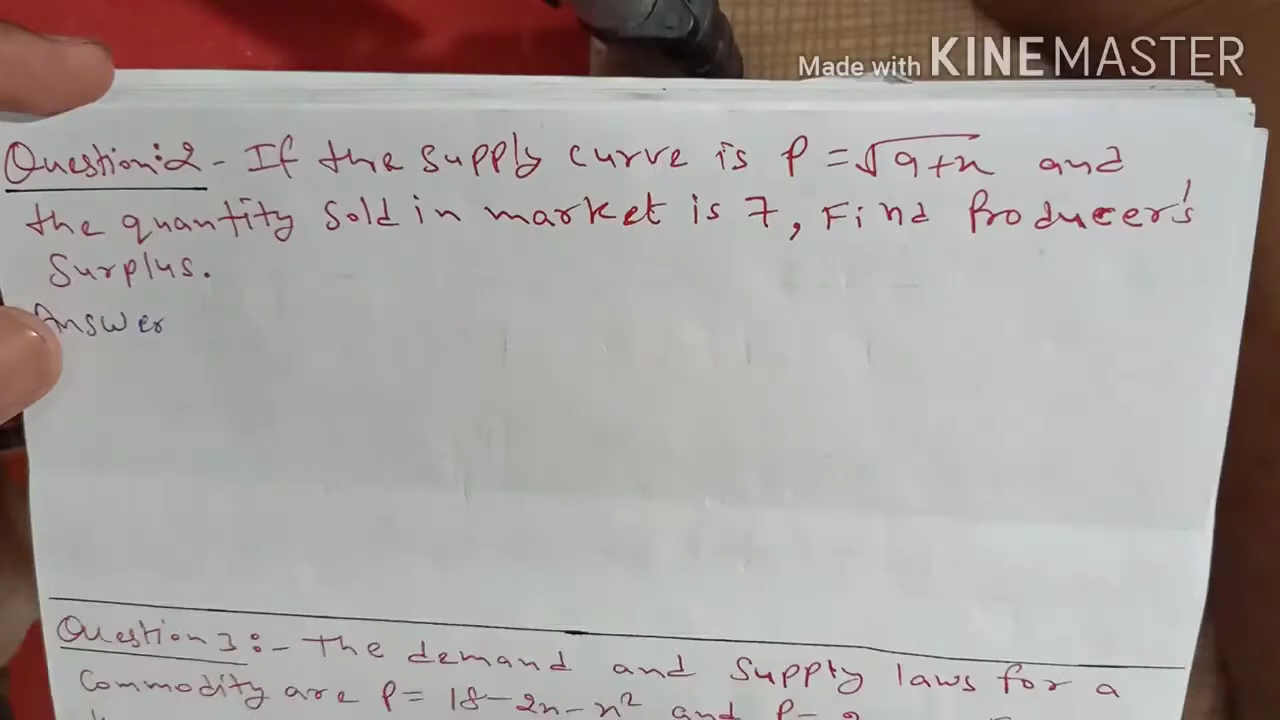 Made with KINEMASTER
Question:2 - If the supply curve is P = √9+x and
the quantity sold in market is 7, Find Producer's
Surplus.
Answer
Question 3:- The demand and supply laws for a
Commodity are P = 18-2x-x² and P =